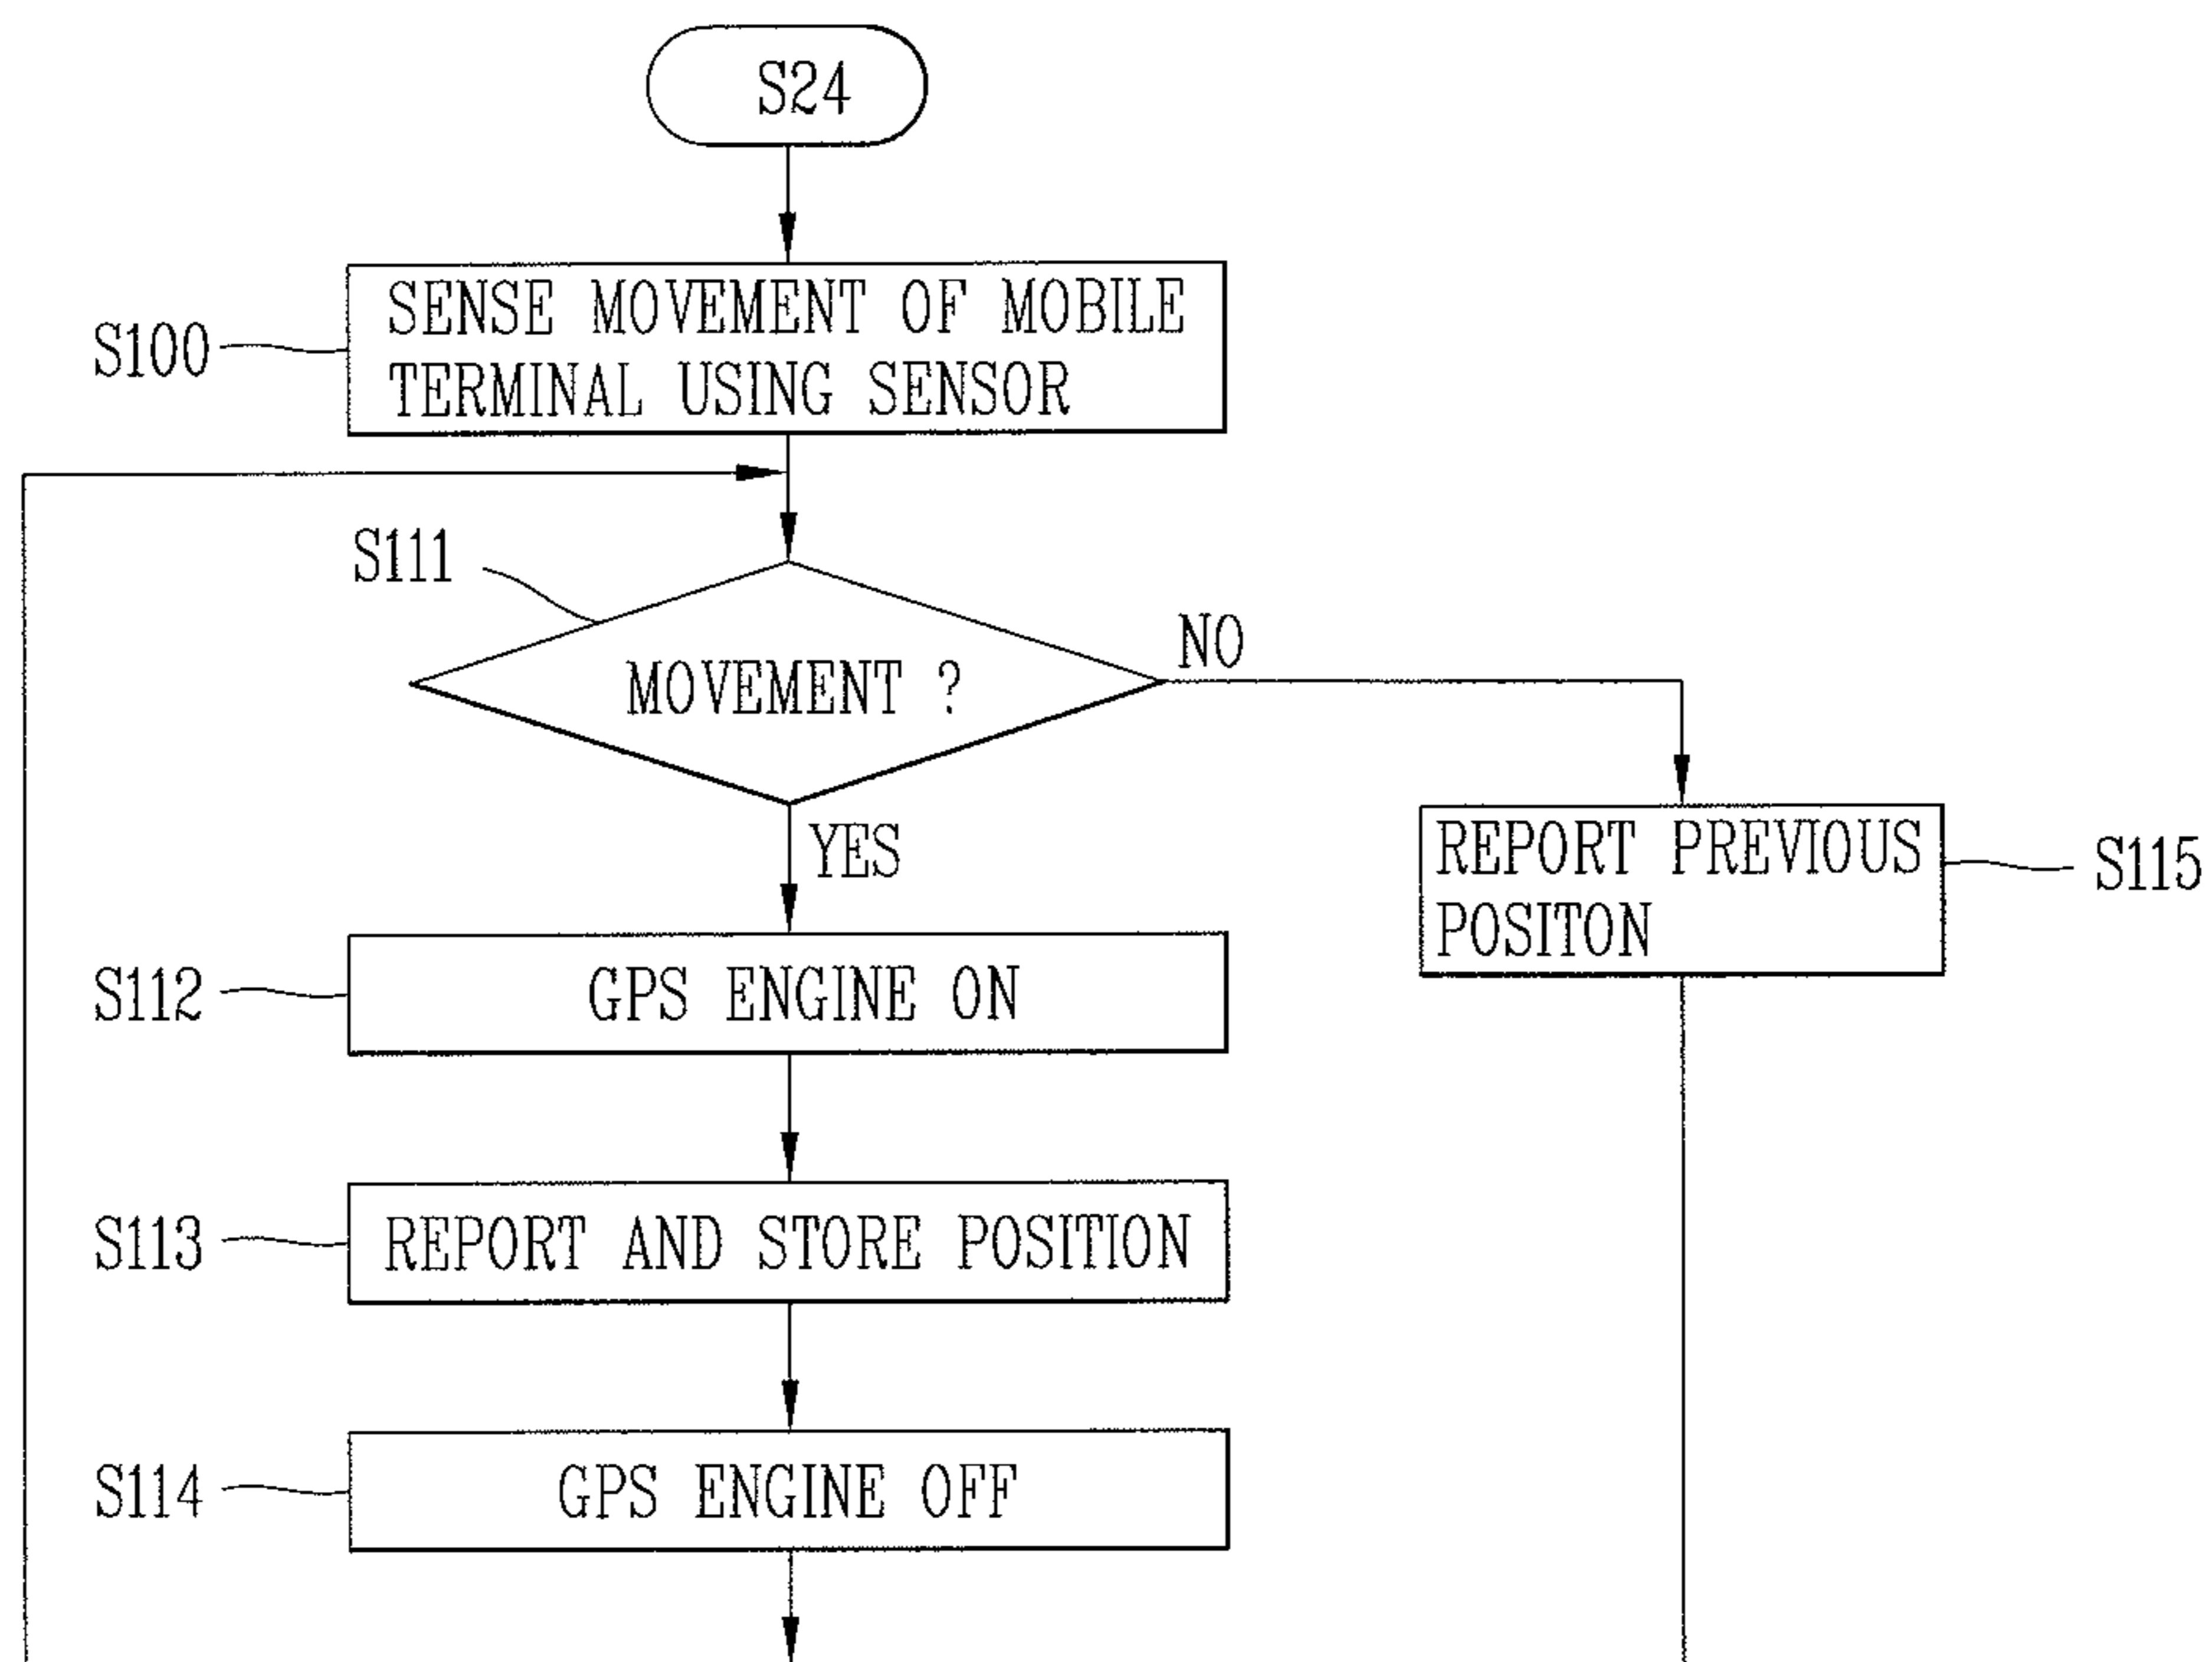 S24
S100
SENSE MOVEMENT OF MOBILE
TERMINAL USING SENSOR
S111
MOVEMENT ?
NO
YES
REPORT PREVIOUS
POSITON
S115
S112
GPS ENGINE ON
S113
REPORT AND STORE POSITION
S114
GPS ENGINE OFF